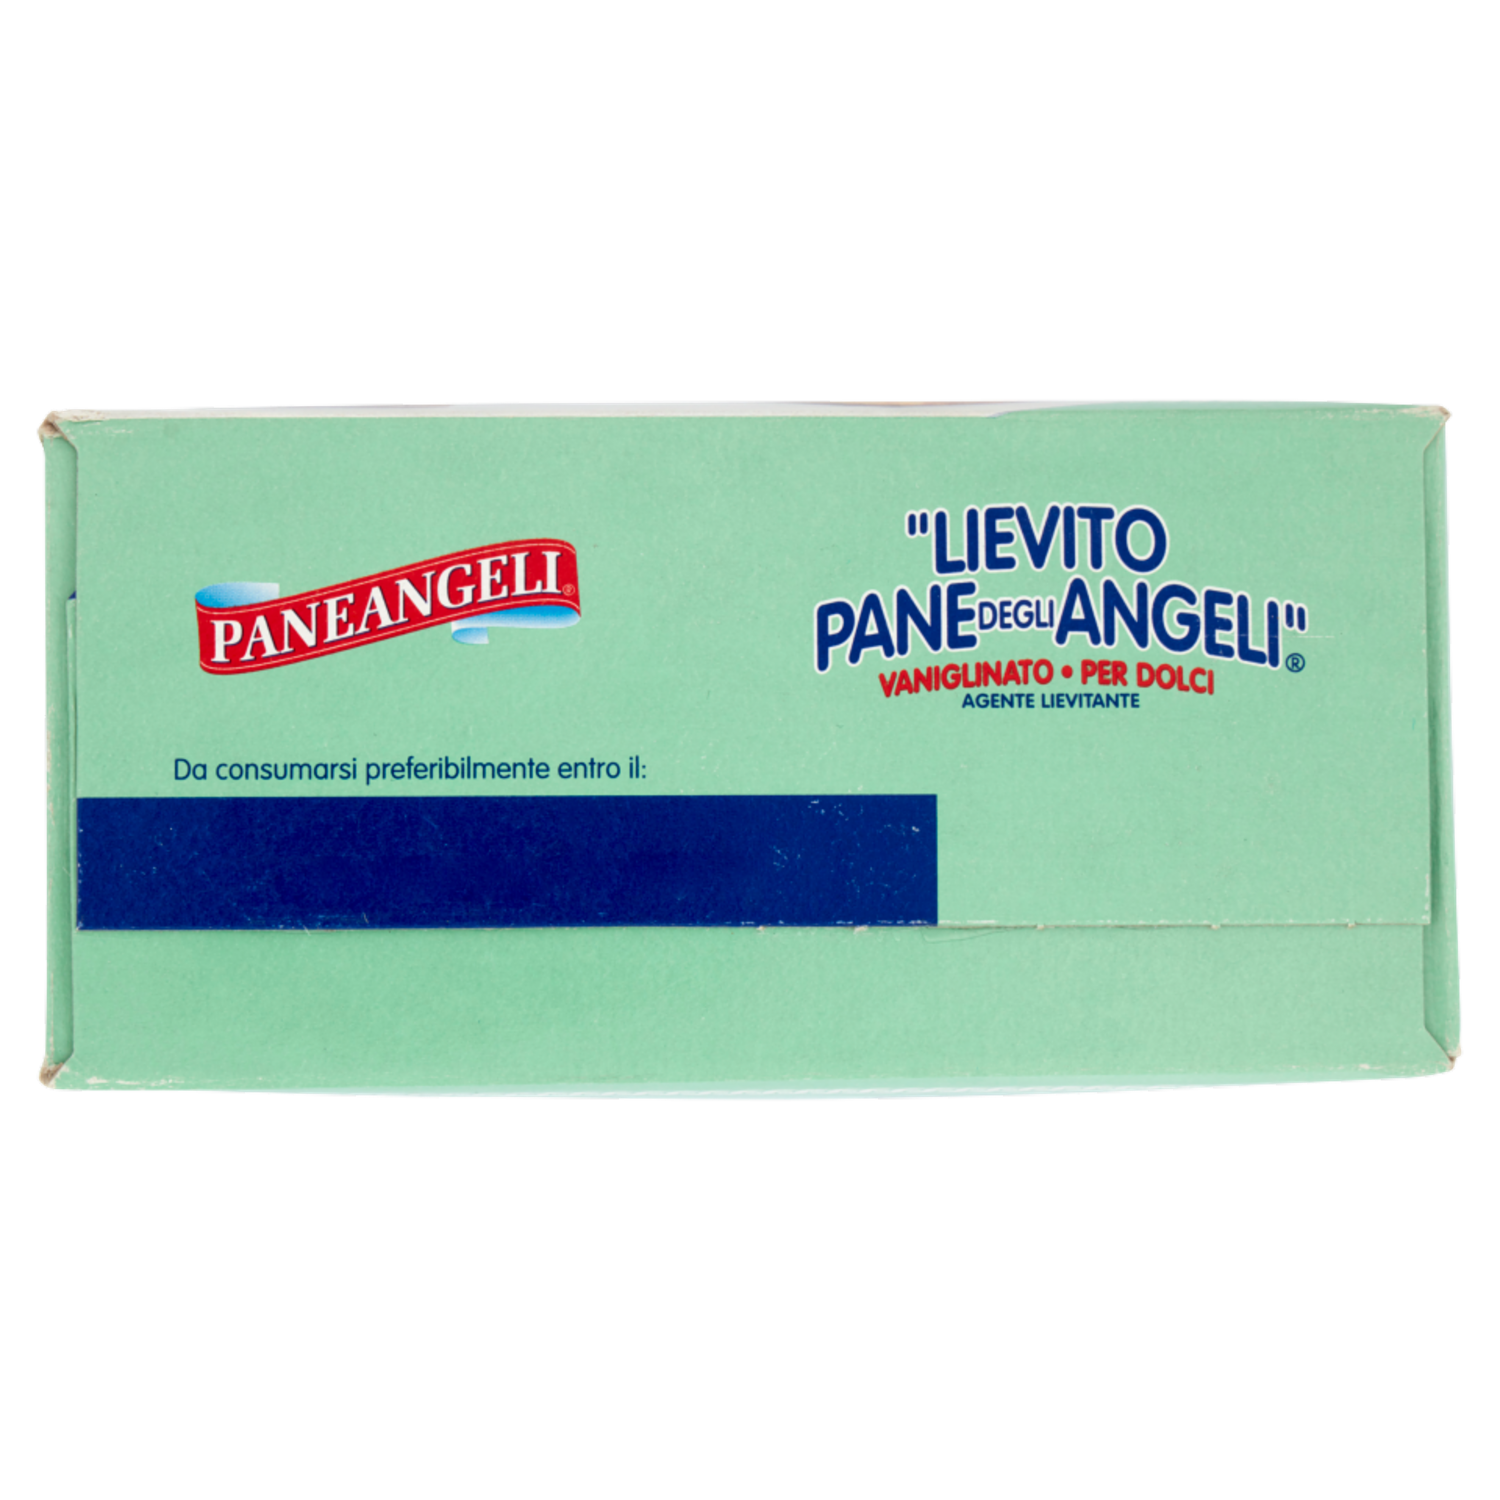 PANEANGELI®
"LIEVITO
PANE DEGLI ANGELI"®
VANIGLINATO • PER DOLCI
AGENTE LIEVITANTE
Da consumarsi preferibilmente entro il: